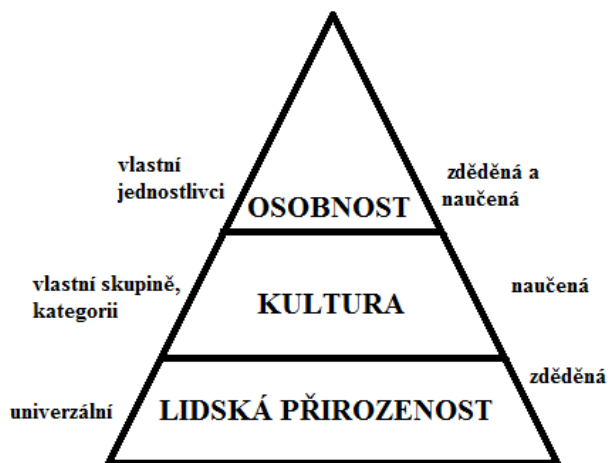 vlastní
jednostlivci
zděděná a
naučená
OSOBNOST
vlastní skupině,
kategorii
KULTURA
naučená
univerzální
LIDSKÁ PŘIROZENOST
zděděná